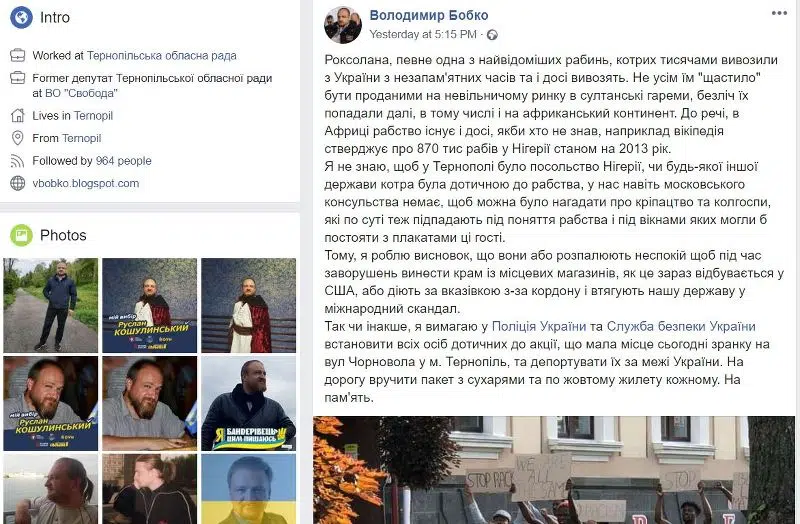 Intro
Worked at Тернопільська обласна рада
Former депутат Тернопільської обласної ради
at ВО "Свобода"
Lives in Ternopil
From Ternopil
Followed by 964 people
vbobko.blogspot.com
Photos
мій вибір
Руслан
КОШУЛИНСЬКИЙ
мій вибір
Руслан
КОШУЛИНСЬКИЙ
Я БАНДЕРІВЕЦЬ
ЦИМ ПИШАЮСЬ
Володимир Бобко
Yesterday at 5:15 PM
Роксолана, певне одна з найвідоміших рабинь, котрих тисячами вивозили
з України з незапам'ятних часів та і досі вивозять. Не усім їм "щастило"
бути проданими на невільничому ринку в султанські гареми, безліч їх
попадали далі, в тому числі і на африканський континент. До речі, в
Африці рабство існує і досі, якби хто не знав, наприклад вікіпедія
стверджує про 870 тис рабів у Нігерії станом на 2013 рік.
Я не знаю, щоб у Тернополі було посольство Нігерії, чи будь-якої іншої
держави котра була дотичною до рабства, у нас навіть московського
консульства немає, щоб можна було нагадати про кріпацтво та колгоспи,
які по суті теж підпадають під поняття рабства і під вікнами яких могли б
постояти з плакатами ці гості.
Тому, я роблю висновок, що вони або розпалюють неспокій щоб під час
заворушень винести крам із місцевих магазинів, як це зараз відбувається у
США, або діють за вказівкою з-за кордону і втягують нашу державу у
міжнародний скандал.
Так чи інакше, я вимагаю у Поліція України та Служба безпеки України
встановити всіх осіб дотичних до акції, що мала місце сьогодні зранку на
вул Чорновола у м. Тернопіль, та депортувати їх за межі України. На
дорогу вручити пакет з сухарями та по жовтому жилету кожному. На
пам'ять.
STOP RAC
WE ARE
ALL
SAM
STOP